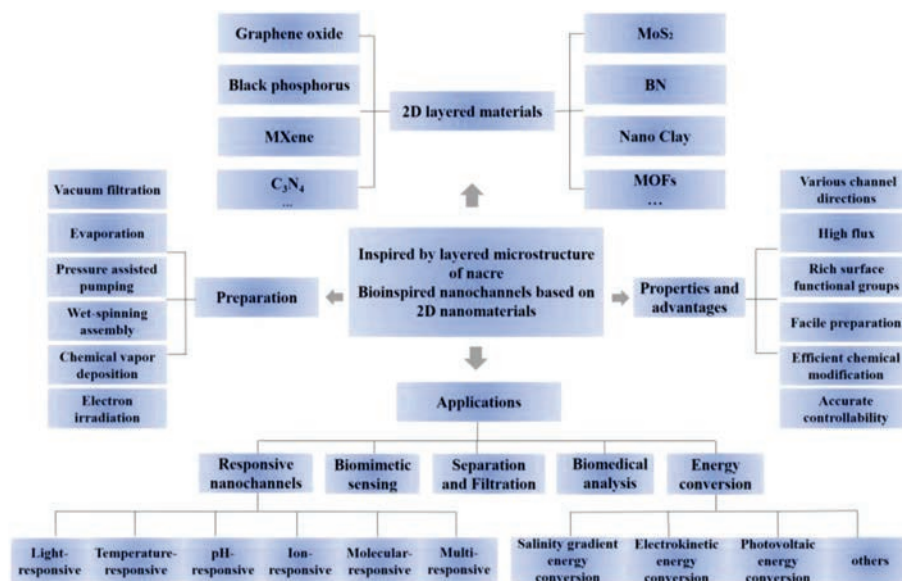 Graphene oxide
Black phosphorus
MXene
C₃N₄
...
2D layered materials
MoS₂
BN
Nano Clay
MOFs
...
Vacuum filtration
Evaporation
Pressure assisted
pumping
Wet-spinning
assembly
Chemical vapor
deposition
Electron
irradiation
Preparation
Inspired by layered microstructure
of nacre
Bioinspired nanochannels based on
2D nanomaterials
Properties and
advantages
Various channel
directions
High flux
Rich surface
functional groups
Facile preparation
Efficient chemical
modification
Accurate
controllability
Applications
Responsive
nanochannels
Biomimetic
sensing
Separation
and Filtration
Biomedical
analysis
Energy
conversion
Light-
responsive
Temperature-
responsive
pH-
responsive
Ion-
responsive
Molecular-
responsive
Multi-
responsive
Salinity gradient
energy
conversion
Electrokinetic
energy
conversion
Photovoltaic
energy
conversion
others